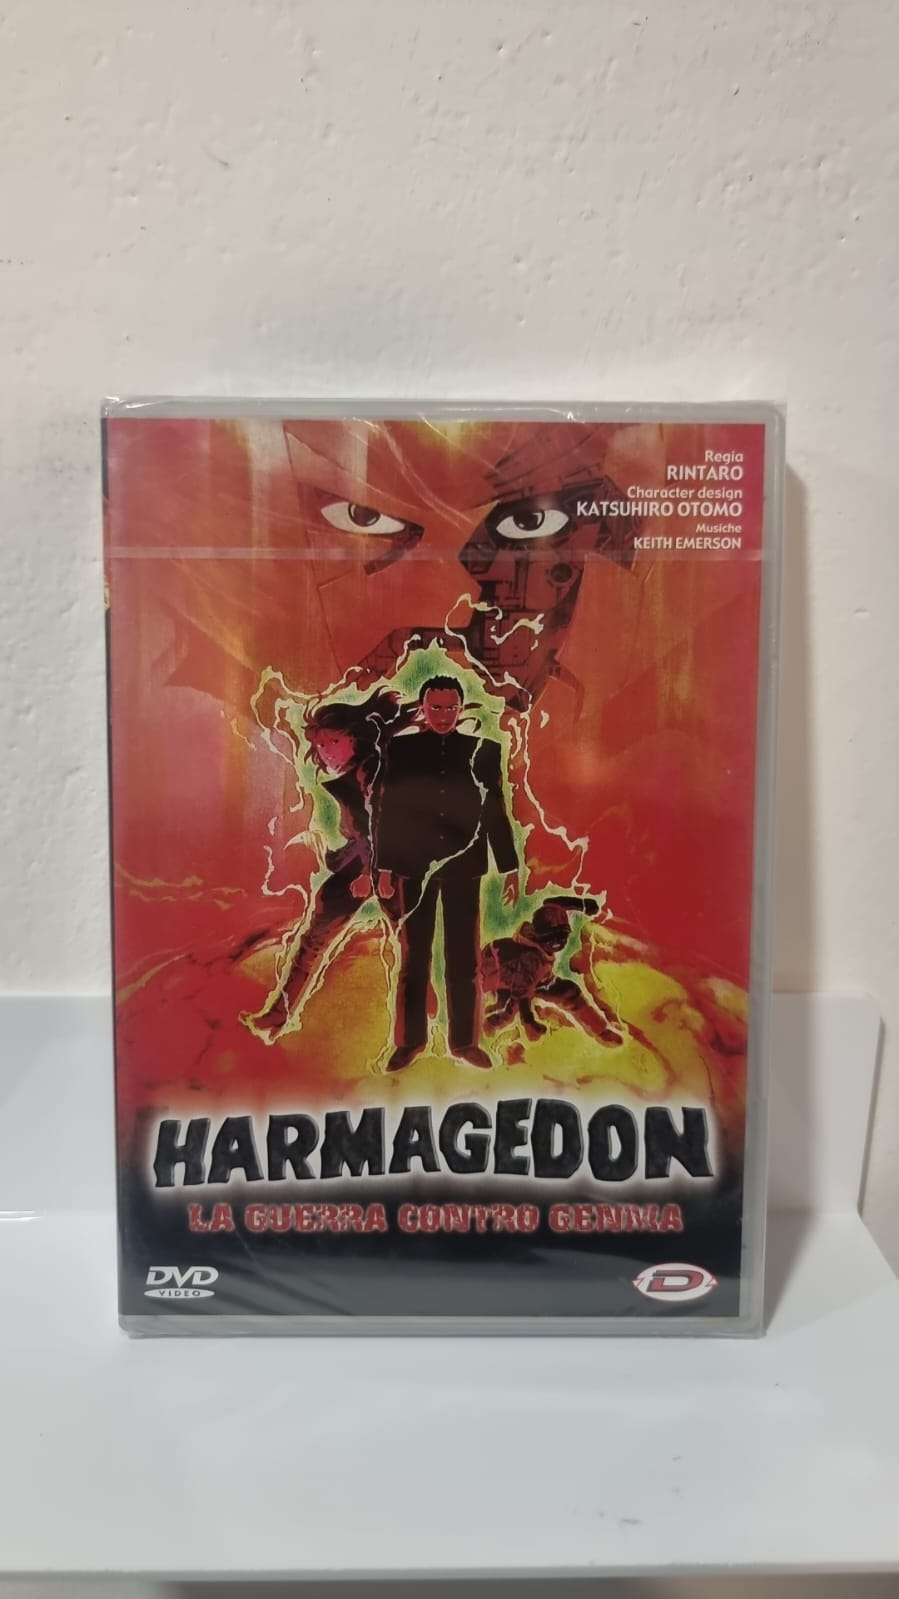 Regia
RINTARO
Character design
KATSUHIRO OTOMO
Musiche
KEITH EMERSON
HARMAGEDON
LA GUERRA CONTRO GENMA
DVD
VIDEO
D